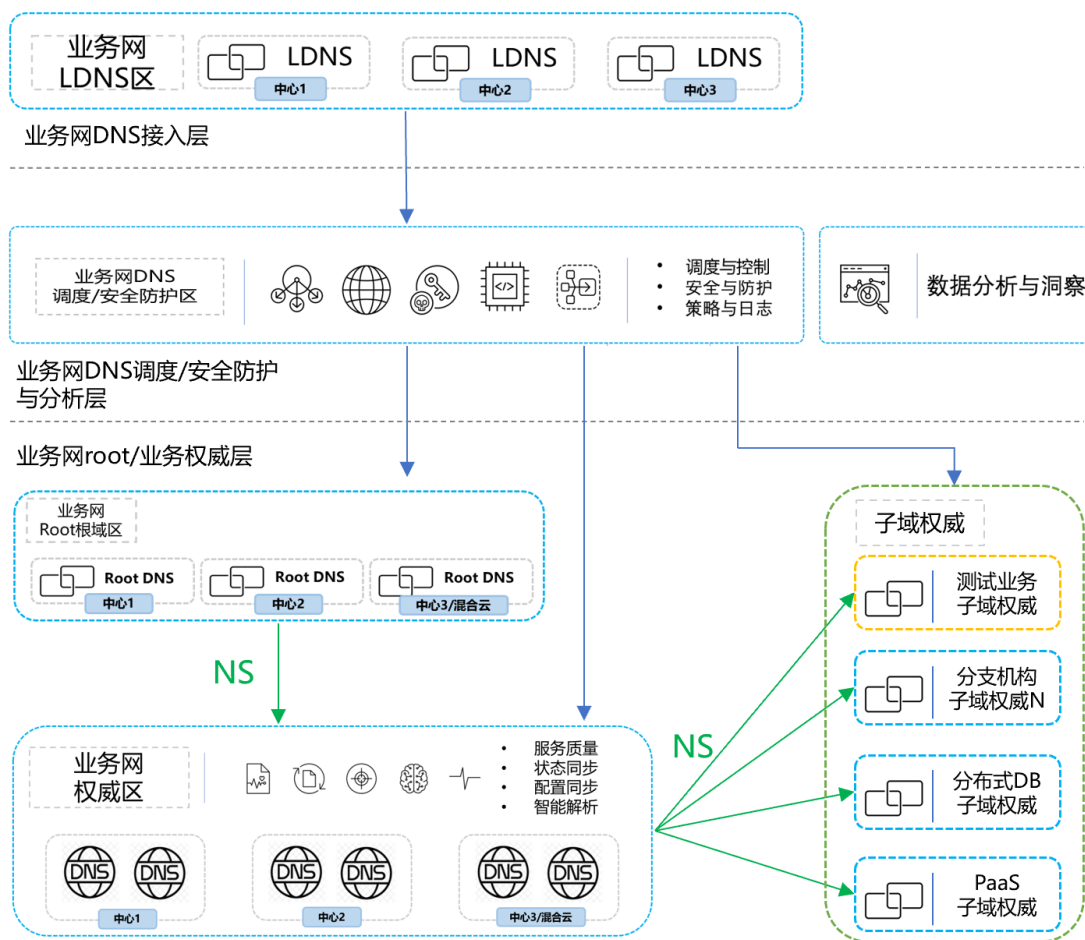 业务网
LDNS区
LDNS
中心1
LDNS
中心2
LDNS
中心3
业务网DNS接入层
业务网DNS
调度/安全防护区
</>
• 调度与控制
• 安全与防护
• 策略与日志
数据分析与洞察
业务网DNS调度/安全防护
与分析层
业务网root/业务权威层
业务网
Root根域区
Root DNS
中心1
Root DNS
中心2
Root DNS
中心3/混合云
NS
业务网
权威区
• 服务质量
• 状态同步
• 配置同步
• 智能解析
DNS
DNS
中心1
DNS
DNS
中心2
DNS
DNS
中心3/混合云
NS
子域权威
测试业务
子域权威
分支机构
子域权威N
分布式DB
子域权威
PaaS
子域权威